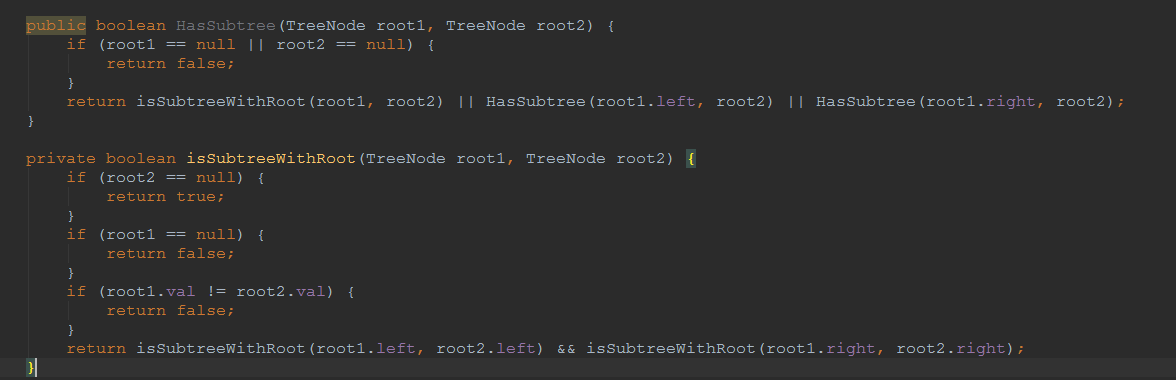 public boolean HasSubtree(TreeNode root1, TreeNode root2) {
    if (root1 == null || root2 == null) {
        return false;
    }
    return isSubtreeWithRoot(root1, root2) || HasSubtree(root1.left, root2) || HasSubtree(root1.right, root2);
}

private boolean isSubtreeWithRoot(TreeNode root1, TreeNode root2) {
    if (root2 == null) {
        return true;
    }
    if (root1 == null) {
        return false;
    }
    if (root1.val != root2.val) {
        return false;
    }
    return isSubtreeWithRoot(root1.left, root2.left) && isSubtreeWithRoot(root1.right, root2.right);
}